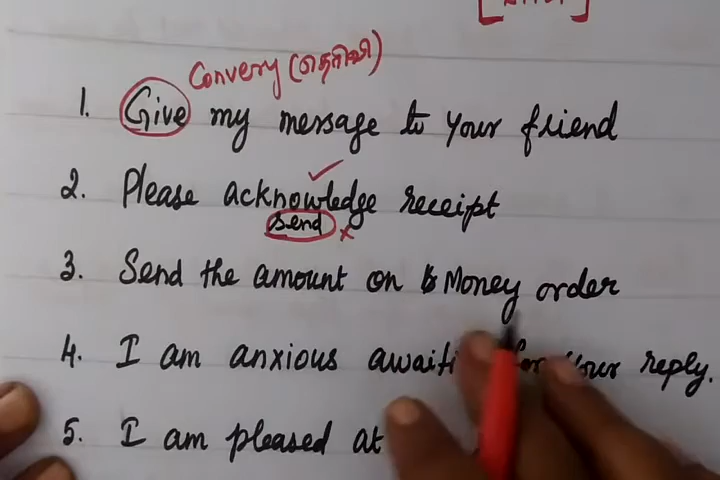 Convery (தெரிவி)
1. Give my message to your friend
2. Please acknowledge receipt
send ×
3. Send the amount on Money order
4. I am anxious your reply.
5. I am pleased at